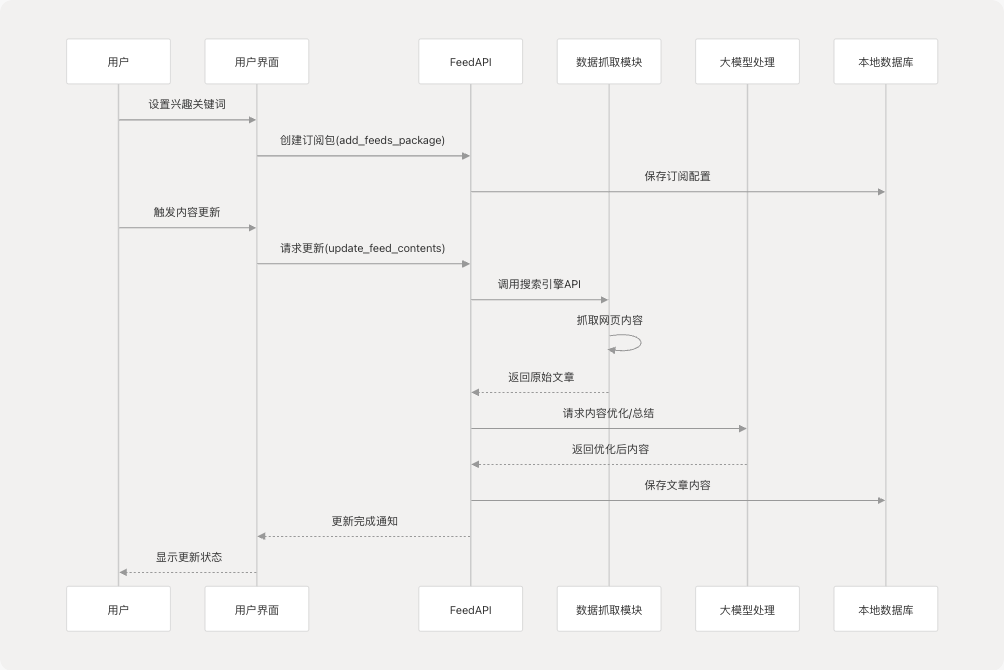 用户
用户界面
FeedAPI
数据抓取模块
大模型处理
本地数据库
设置兴趣关键词
创建订阅包(add_feeds_package)
保存订阅配置
触发内容更新
请求更新(update_feed_contents)
调用搜索引擎API
抓取网页内容
返回原始文章
请求内容优化/总结
返回优化后内容
保存文章内容
更新完成通知
显示更新状态
用户
用户界面
FeedAPI
数据抓取模块
大模型处理
本地数据库